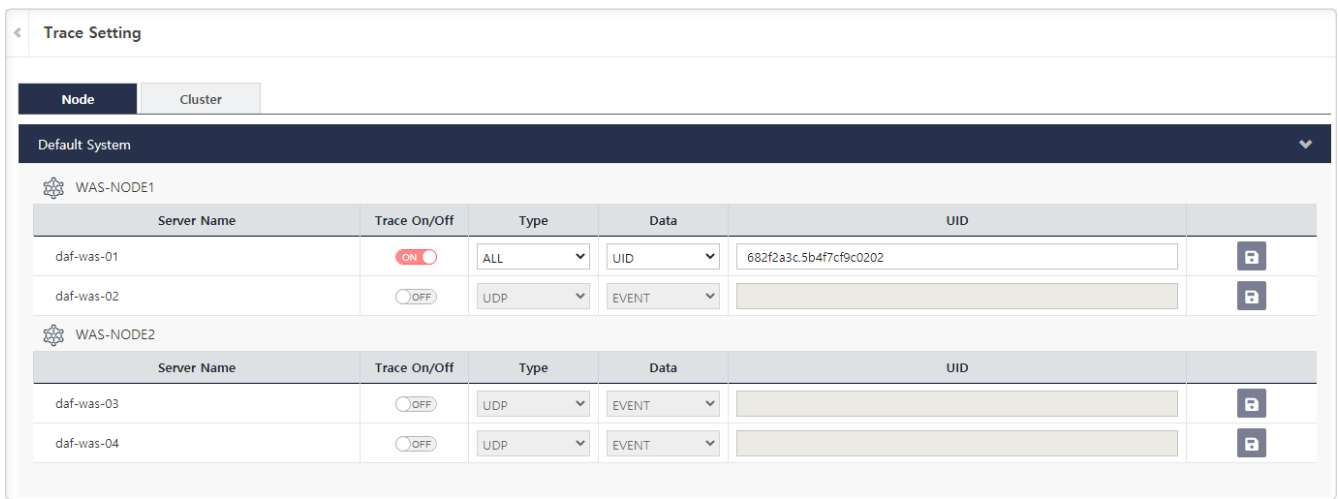 Trace Setting
Node Cluster
Default System
WAS-NODE1
Server Name Trace On/Off Type Data UID
daf-was-01 ON ALL UID 682f2a3c.5b4f7cf9c0202
daf-was-02 OFF UDP EVENT
WAS-NODE2
Server Name Trace On/Off Type Data UID
daf-was-03 OFF UDP EVENT
daf-was-04 OFF UDP EVENT